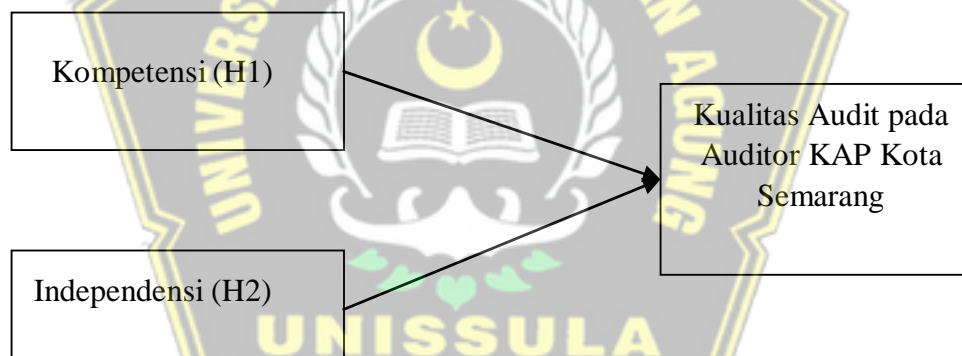 Kompetensi (H1)
Kualitas Audit pada
Auditor KAP Kota
Semarang
Independensi (H2)
UNISSULA